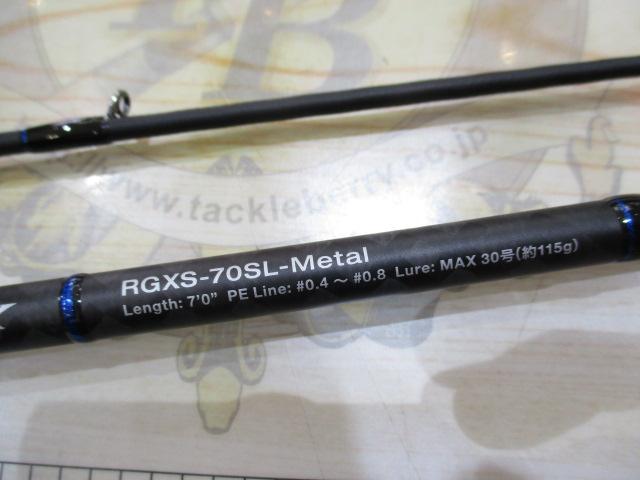 B
www.tackleberry.co.jp
RGXS-70SL-Metal
Length: 7'0" PE Line: #0.4 ～ #0.8 Lure: MAX 30号(約115g)